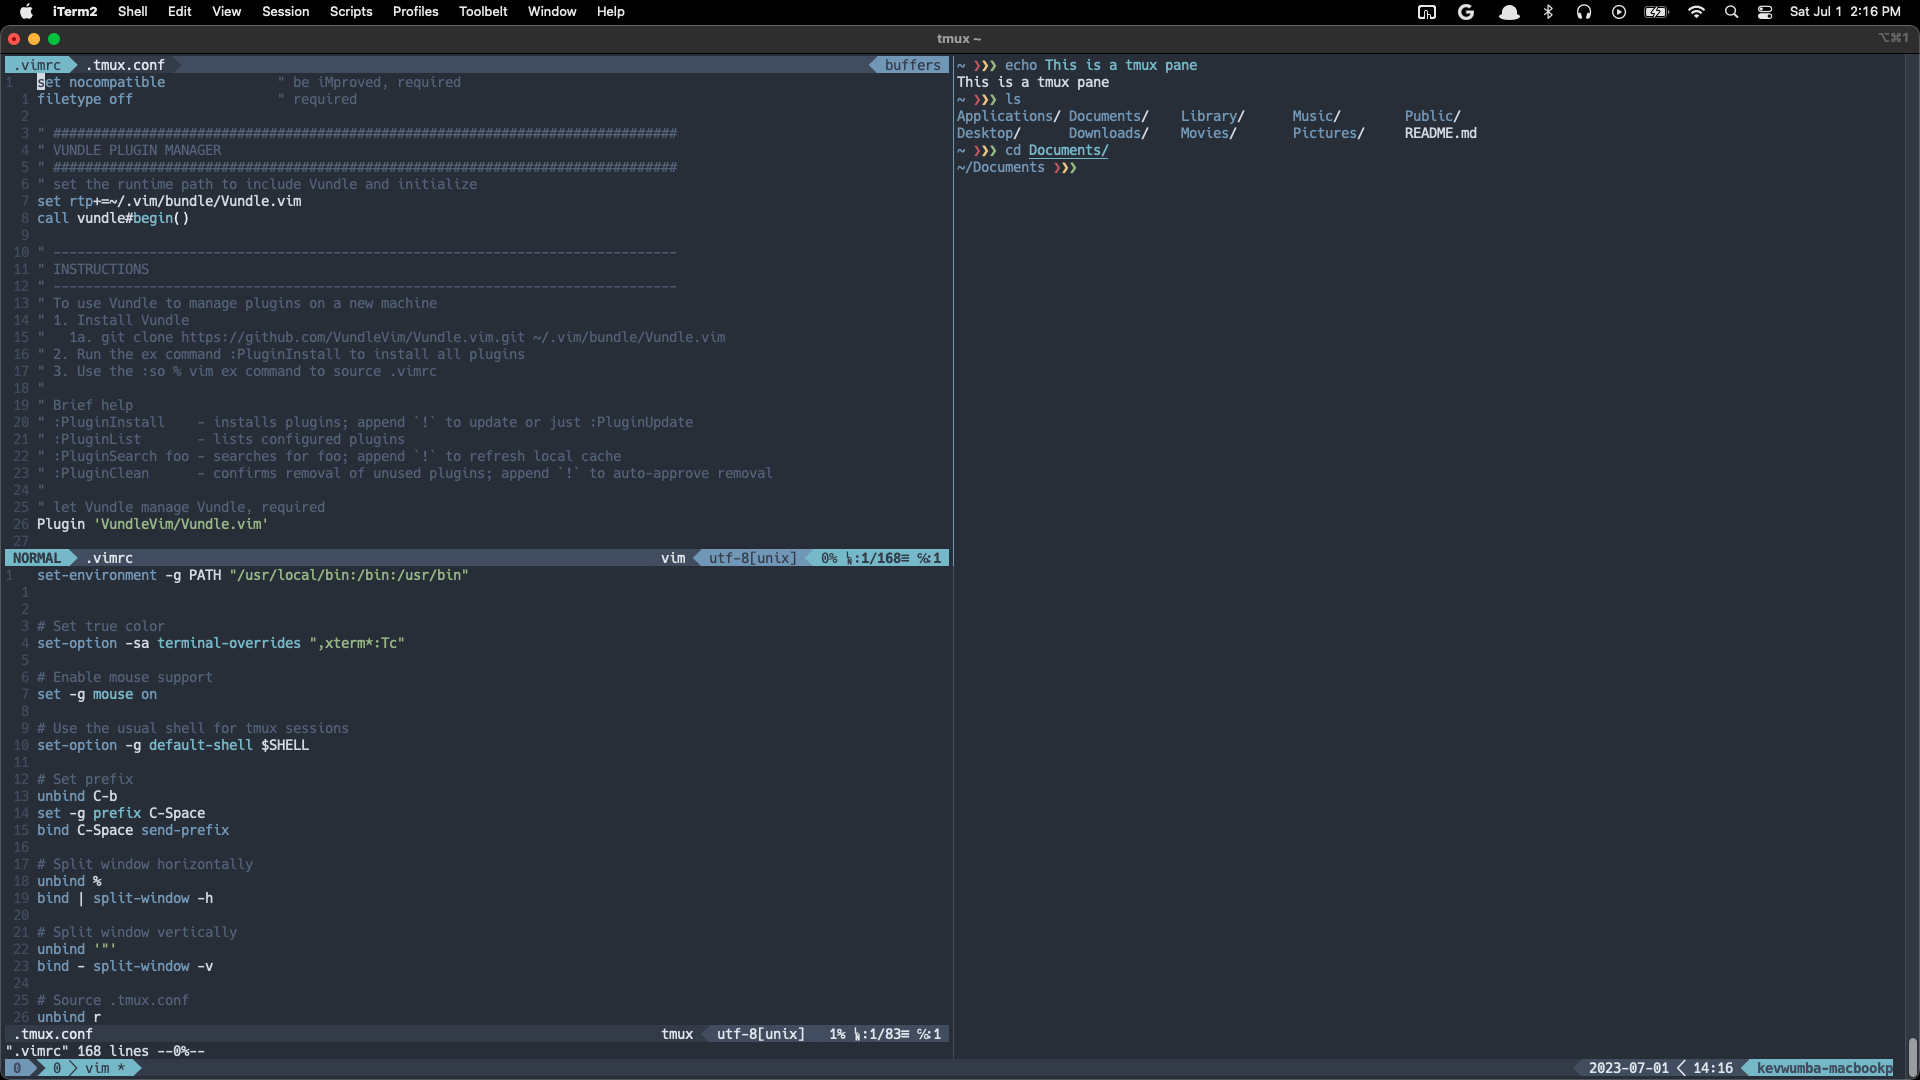 iTerm2 Shell Edit View Session Scripts Profiles Toolbelt Window Help Sat Jul 1 2:16 PM
tmux ~ ⌥⌘1
.vimrc .tmux.conf buffers
1 set nocompatible " be iMproved, required
1 filetype off " required
2
3 " ##############################################################################
4 " VUNDLE PLUGIN MANAGER
5 " ##############################################################################
6 " set the runtime path to include Vundle and initialize
7 set rtp+=~/.vim/bundle/Vundle.vim
8 call vundle#begin()
9
10 " ------------------------------------------------------------------------------
11 " INSTRUCTIONS
12 " ------------------------------------------------------------------------------
13 " To use Vundle to manage plugins on a new machine
14 " 1. Install Vundle
15 "   1a. git clone https://github.com/VundleVim/Vundle.vim.git ~/.vim/bundle/Vundle.vim
16 " 2. Run the ex command :PluginInstall to install all plugins
17 " 3. Use the :so % vim ex command to source .vimrc
18 "
19 " Brief help
20 " :PluginInstall    - installs plugins; append `!` to update or just :PluginUpdate
21 " :PluginList       - lists configured plugins
22 " :PluginSearch foo - searches for foo; append `!` to refresh local cache
23 " :PluginClean      - confirms removal of unused plugins; append `!` to auto-approve removal
24 "
25 " let Vundle manage Vundle, required
26 Plugin 'VundleVim/Vundle.vim'
27
NORMAL .vimrc vim utf-8[unix] 0% ㏑:1/168≡ ℅:1
1 set-environment -g PATH "/usr/local/bin:/bin:/usr/bin"
1
2
3 # Set true color
4 set-option -sa terminal-overrides ",xterm*:Tc"
5
6 # Enable mouse support
7 set -g mouse on
8
9 # Use the usual shell for tmux sessions
10 set-option -g default-shell $SHELL
11
12 # Set prefix
13 unbind C-b
14 set -g prefix C-Space
15 bind C-Space send-prefix
16
17 # Split window horizontally
18 unbind %
19 bind | split-window -h
20
21 # Split window vertically
22 unbind '"'
23 bind - split-window -v
24
25 # Source .tmux.conf
26 unbind r
.tmux.conf tmux utf-8[unix] 1% ㏑:1/83≡ ℅:1
".vimrc" 168 lines --0%--
~ ❯❯❯ echo This is a tmux pane
This is a tmux pane
~ ❯❯❯ ls
Applications/ Documents/ Library/ Music/ Public/
Desktop/ Downloads/ Movies/ Pictures/ README.md
~ ❯❯❯ cd Documents/
~/Documents ❯❯❯
0 0 vim * 2023-07-01 14:16 kevwumba-macbookp